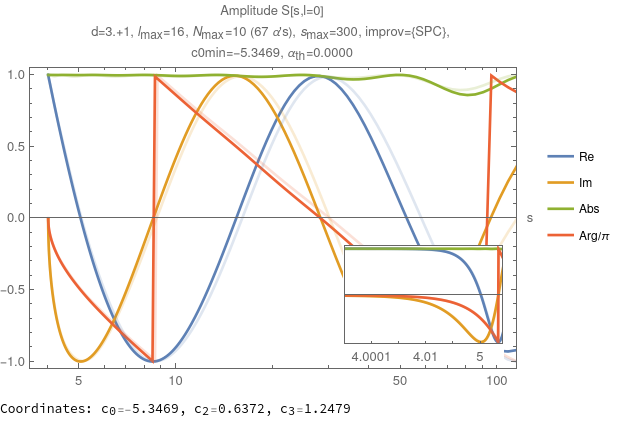 Amplitude S[s,l=0]
d=3.+1, lmax=16, Nmax=10 (67 α's), smax=300, improv={SPC},
c0min=-5.3469, αth=0.0000
1.0
0.5
0.0
-0.5
-1.0
s
Re
Im
Abs
Arg/π
4.0001 4.01 5
5 10 50 100
Coordinates: c0=-5.3469, c2=0.6372, c3=1.2479